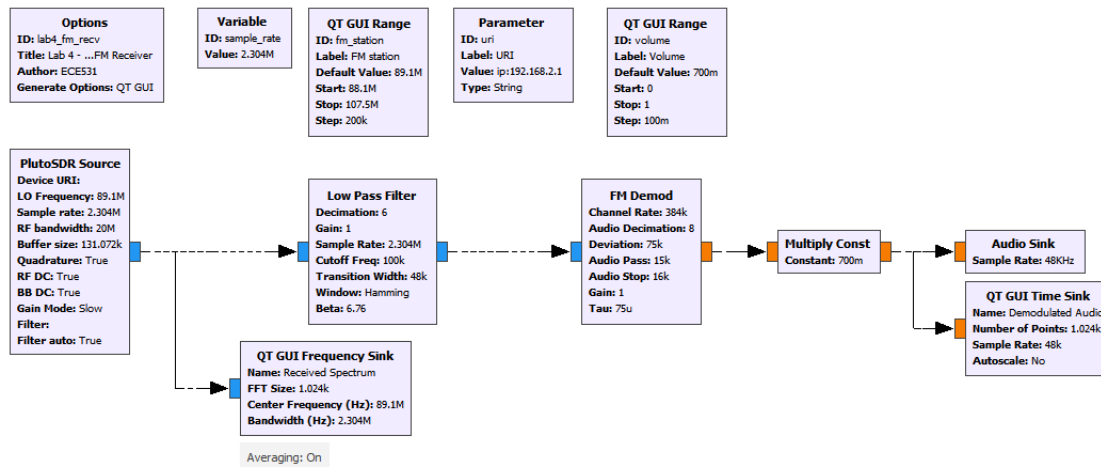 Options
ID: lab4_fm_recv
Title: Lab 4 - ...FM Receiver
Author: ECE531
Generate Options: QT GUI
Variable
ID: sample_rate
Value: 2.304M
QT GUI Range
ID: fm_station
Label: FM station
Default Value: 89.1M
Start: 88.1M
Stop: 107.5M
Step: 200k
Parameter
ID: uri
Label: URI
Value: ip:192.168.2.1
Type: String
QT GUI Range
ID: volume
Label: Volume
Default Value: 700m
Start: 0
Stop: 1
Step: 100m
PlutoSDR Source
Device URI:
LO Frequency: 89.1M
Sample rate: 2.304M
RF bandwidth: 20M
Buffer size: 131.072k
Quadrature: True
RF DC: True
BB DC: True
Gain Mode: Slow
Filter:
Filter auto: True
Low Pass Filter
Decimation: 6
Gain: 1
Sample Rate: 2.304M
Cutoff Freq: 100k
Transition Width: 48k
Window: Hamming
Beta: 6.76
FM Demod
Channel Rate: 384k
Audio Decimation: 8
Deviation: 75k
Audio Pass: 15k
Audio Stop: 16k
Gain: 1
Tau: 75u
Multiply Const
Constant: 700m
Audio Sink
Sample Rate: 48KHz
QT GUI Time Sink
Name: Demodulated Audio
Number of Points: 1.024k
Sample Rate: 48k
Autoscale: No
QT GUI Frequency Sink
Name: Received Spectrum
FFT Size: 1.024k
Center Frequency (Hz): 89.1M
Bandwidth (Hz): 2.304M
Averaging: On